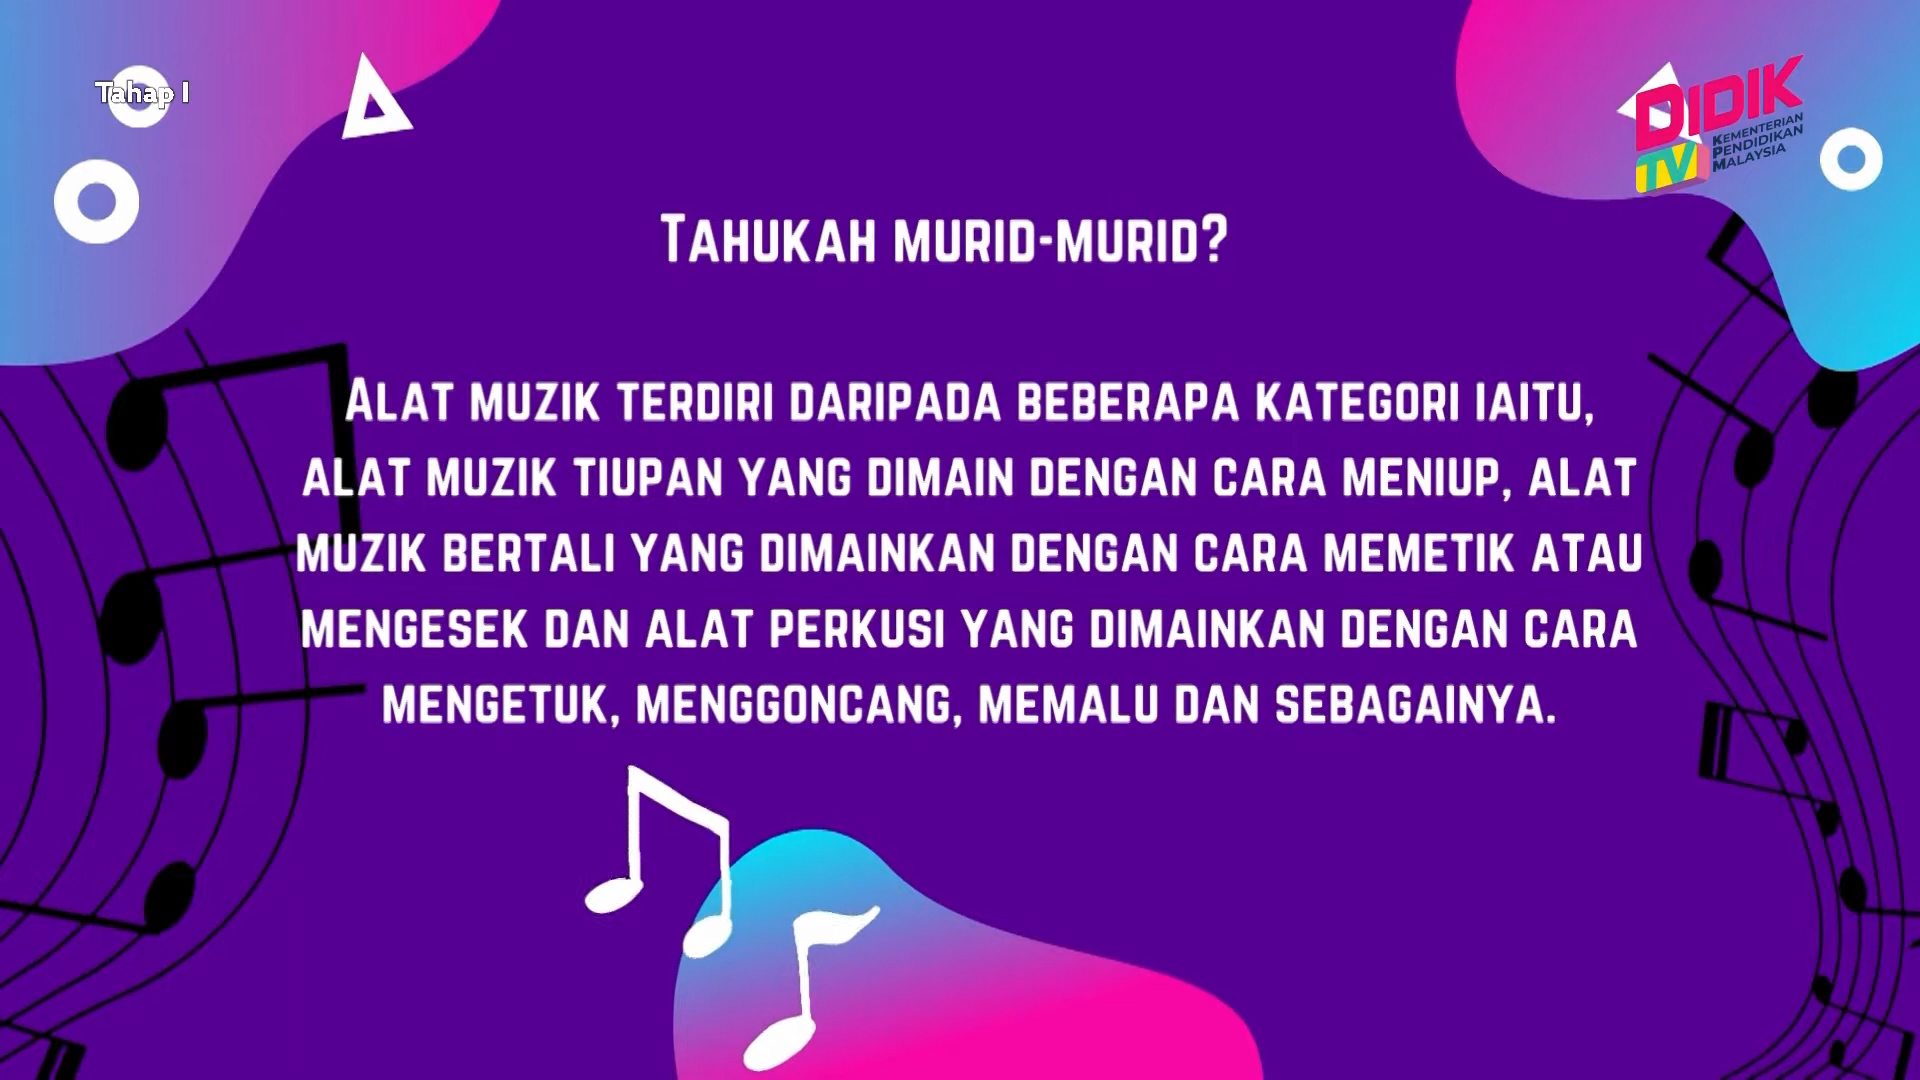 Tahap I
DIDIK
TV
KEMENTERIAN
PENDIDIKAN
MALAYSIA
TAHUKAH MURID-MURID?
ALAT MUZIK TERDIRI DARIPADA BEBERAPA KATEGORI IAITU,
ALAT MUZIK TIUPAN YANG DIMAIN DENGAN CARA MENIUP, ALAT
MUZIK BERTALI YANG DIMAINKAN DENGAN CARA MEMETIK ATAU
MENGESEK DAN ALAT PERKUSI YANG DIMAINKAN DENGAN CARA
MENGETUK, MENGGONCANG, MEMALU DAN SEBAGAINYA.